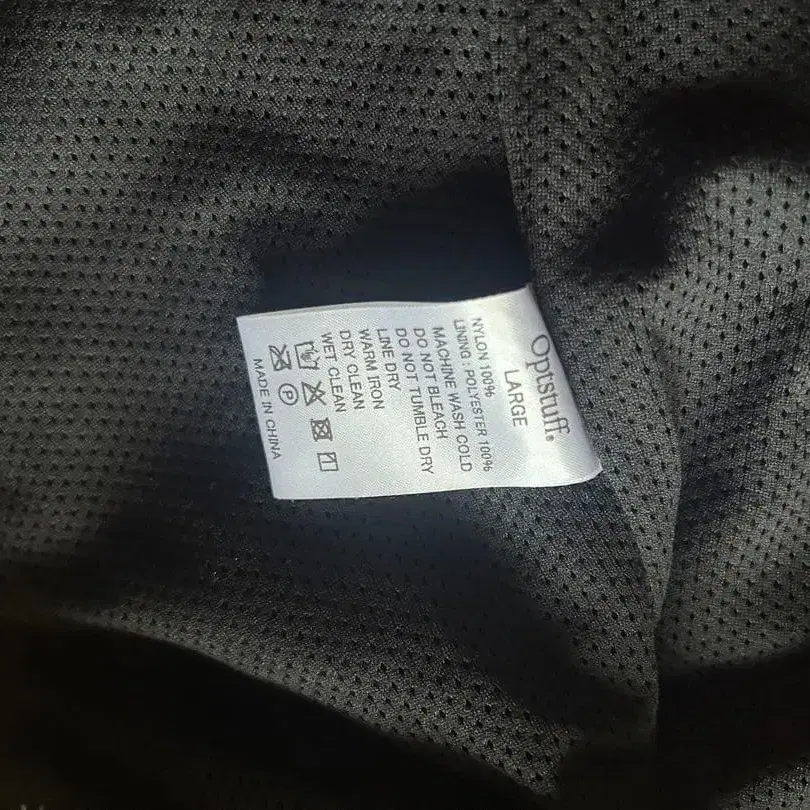 Optstuff.
LARGE
NYLON 100%
LINING : POLYESTER 100%
MACHINE WASH COLD
DO NOT BLEACH
DO NOT TUMBLE DRY
LINE DRY
WARM IRON
DRY CLEAN
WET CLEAN
P
MADE IN CHINA